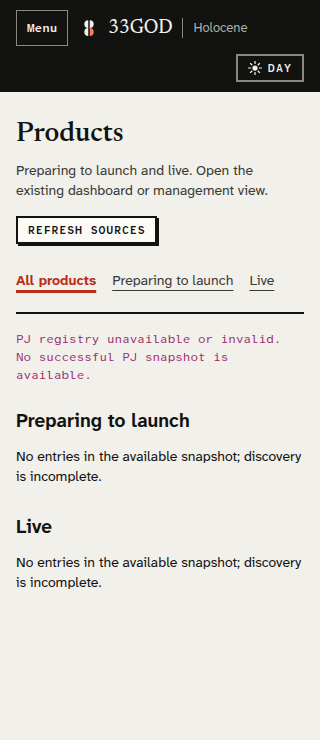 Menu
33GOD
Holocene
DAY
Products
Preparing to launch and live. Open the
existing dashboard or management view.
REFRESH SOURCES
All products Preparing to launch Live
PJ registry unavailable or invalid.
No successful PJ snapshot is
available.
Preparing to launch
No entries in the available snapshot; discovery
is incomplete.
Live
No entries in the available snapshot; discovery
is incomplete.